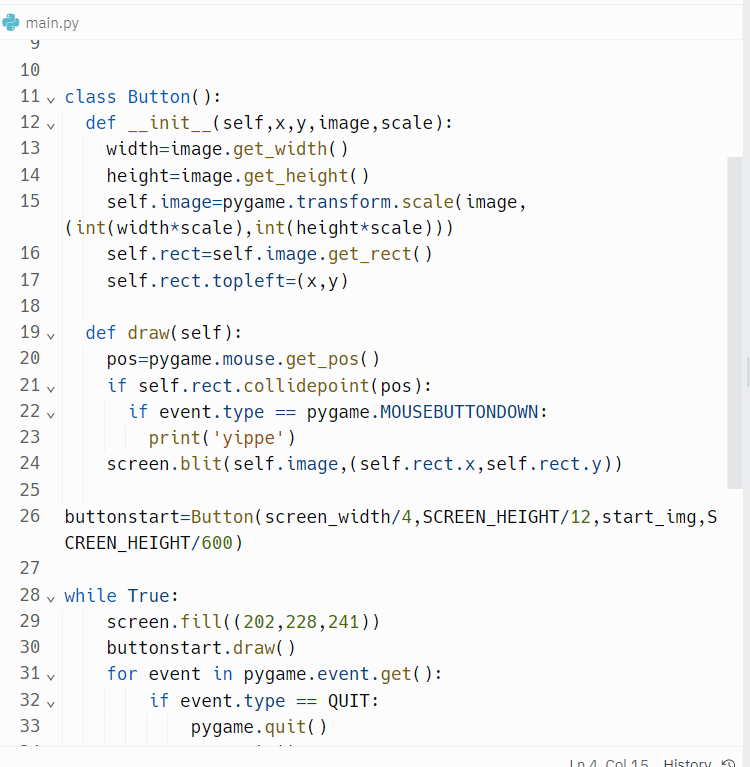 main.py
9
10
11 class Button():
12 def __init__(self,x,y,image,scale):
13 width=image.get_width()
14 height=image.get_height()
15 self.image=pygame.transform.scale(image,
(int(width*scale),int(height*scale)))
16 self.rect=self.image.get_rect()
17 self.rect.topleft=(x,y)
18
19 def draw(self):
20 pos=pygame.mouse.get_pos()
21 if self.rect.collidepoint(pos):
22 if event.type == pygame.MOUSEBUTTONDOWN:
23 print('yippe')
24 screen.blit(self.image,(self.rect.x,self.rect.y))
25
26 buttonstart=Button(screen_width/4,SCREEN_HEIGHT/12,start_img,S
CREEN_HEIGHT/600)
27
28 while True:
29 screen.fill((202,228,241))
30 buttonstart.draw()
31 for event in pygame.event.get():
32 if event.type == QUIT:
33 pygame.quit()
Ln 4, Col 15 History